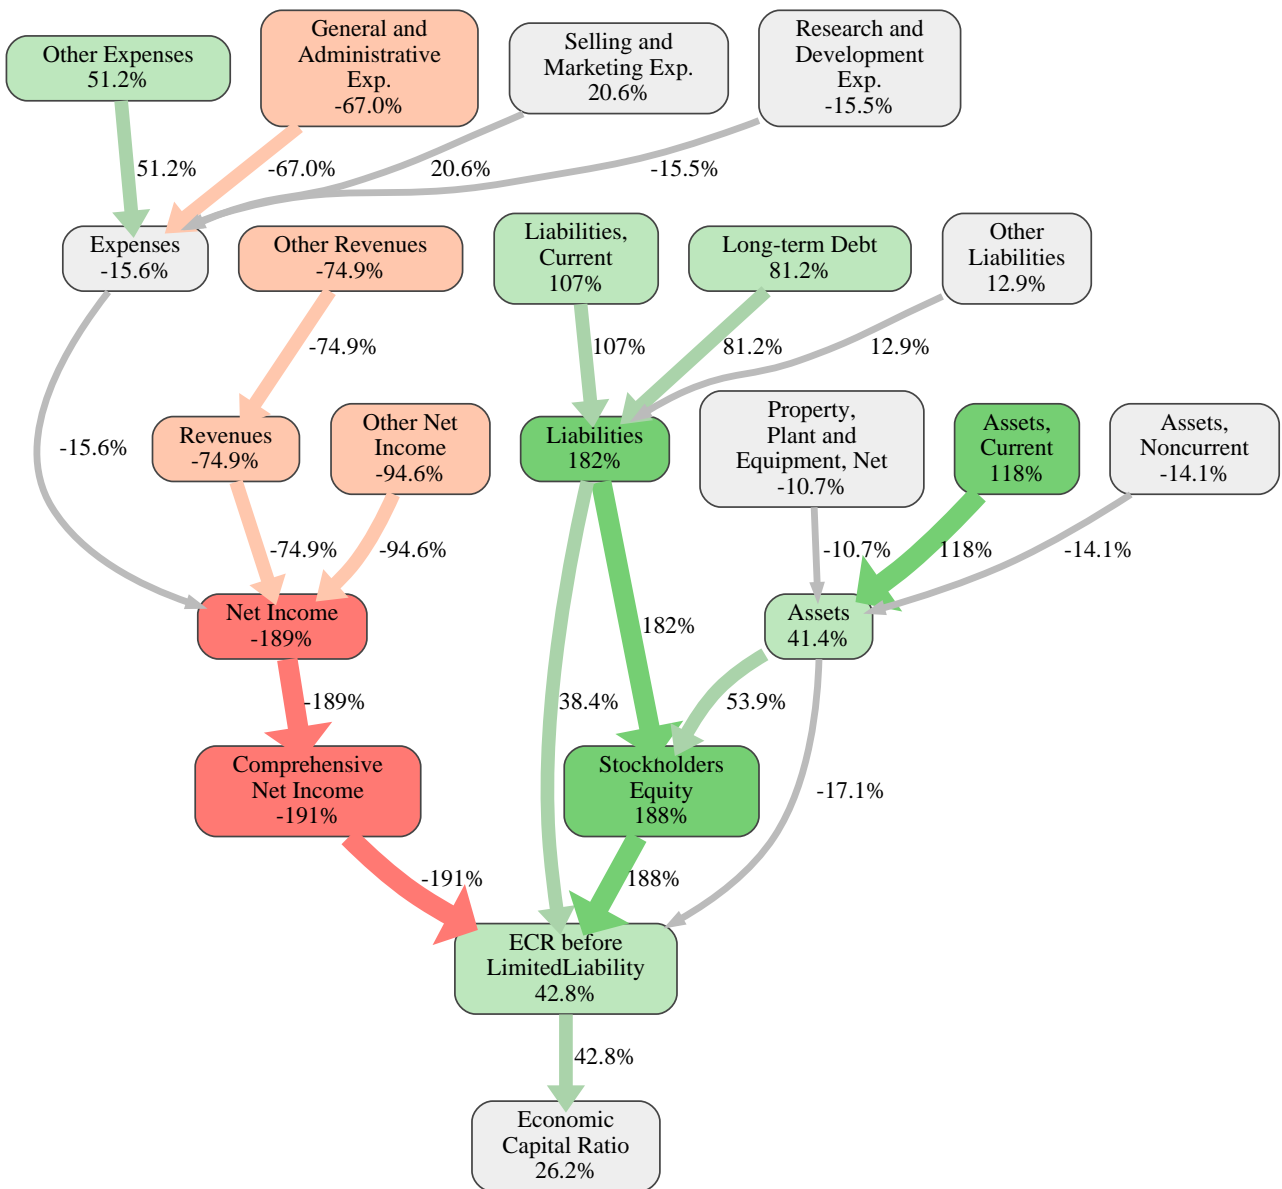 Other Expenses
51.2%
General and
Administrative
Exp.
-67.0%
Selling and
Marketing Exp.
20.6%
Research and
Development
Exp.
-15.5%
51.2%
-67.0%
20.6%
-15.5%
Expenses
-15.6%
Other Revenues
-74.9%
Liabilities,
Current
107%
Long-term Debt
81.2%
Other
Liabilities
12.9%
-74.9%
107%
81.2%
12.9%
-15.6%
Revenues
-74.9%
Other Net
Income
-94.6%
Liabilities
182%
Property,
Plant and
Equipment, Net
-10.7%
Assets,
Current
118%
Assets,
Noncurrent
-14.1%
-74.9%
-94.6%
-10.7%
118%
-14.1%
Net Income
-189%
182%
Assets
41.4%
-189%
38.4%
53.9%
Comprehensive
Net Income
-191%
Stockholders
Equity
188%
-17.1%
-191%
188%
ECR before
LimitedLiability
42.8%
42.8%
Economic
Capital Ratio
26.2%